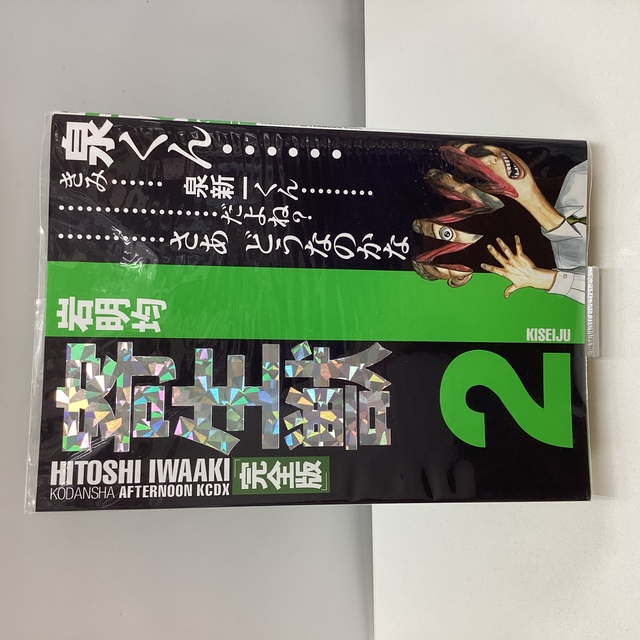 泉くん……
きみ…… 泉新一くん………
…………………だよね?
…………さあ どうなのかな
岩明均
KISEIJU
寄生獣
2
HITOSHI IWAAKI
KODANSHA AFTERNOON KCDX
「完全版」